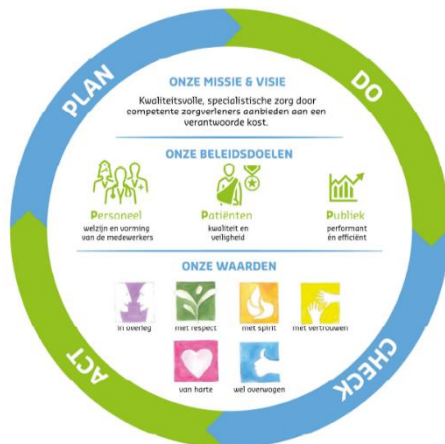 PLAN
DO
ONZE MISSIE & VISIE
Kwaliteitsvolle, specialistische zorg door
competente zorgverleners aanbieden aan een
verantwoorde kost.
ONZE BELEIDSDOELEN
Personeel
welzijn en vorming
van de medewerkers
Patiënten
kwaliteit en
veiligheid
Publiek
performant
én efficiënt
ONZE WAARDEN
in overleg
met respect
met spirit
met vertrouwen
van harte
wel overwogen
ACT
CHECK